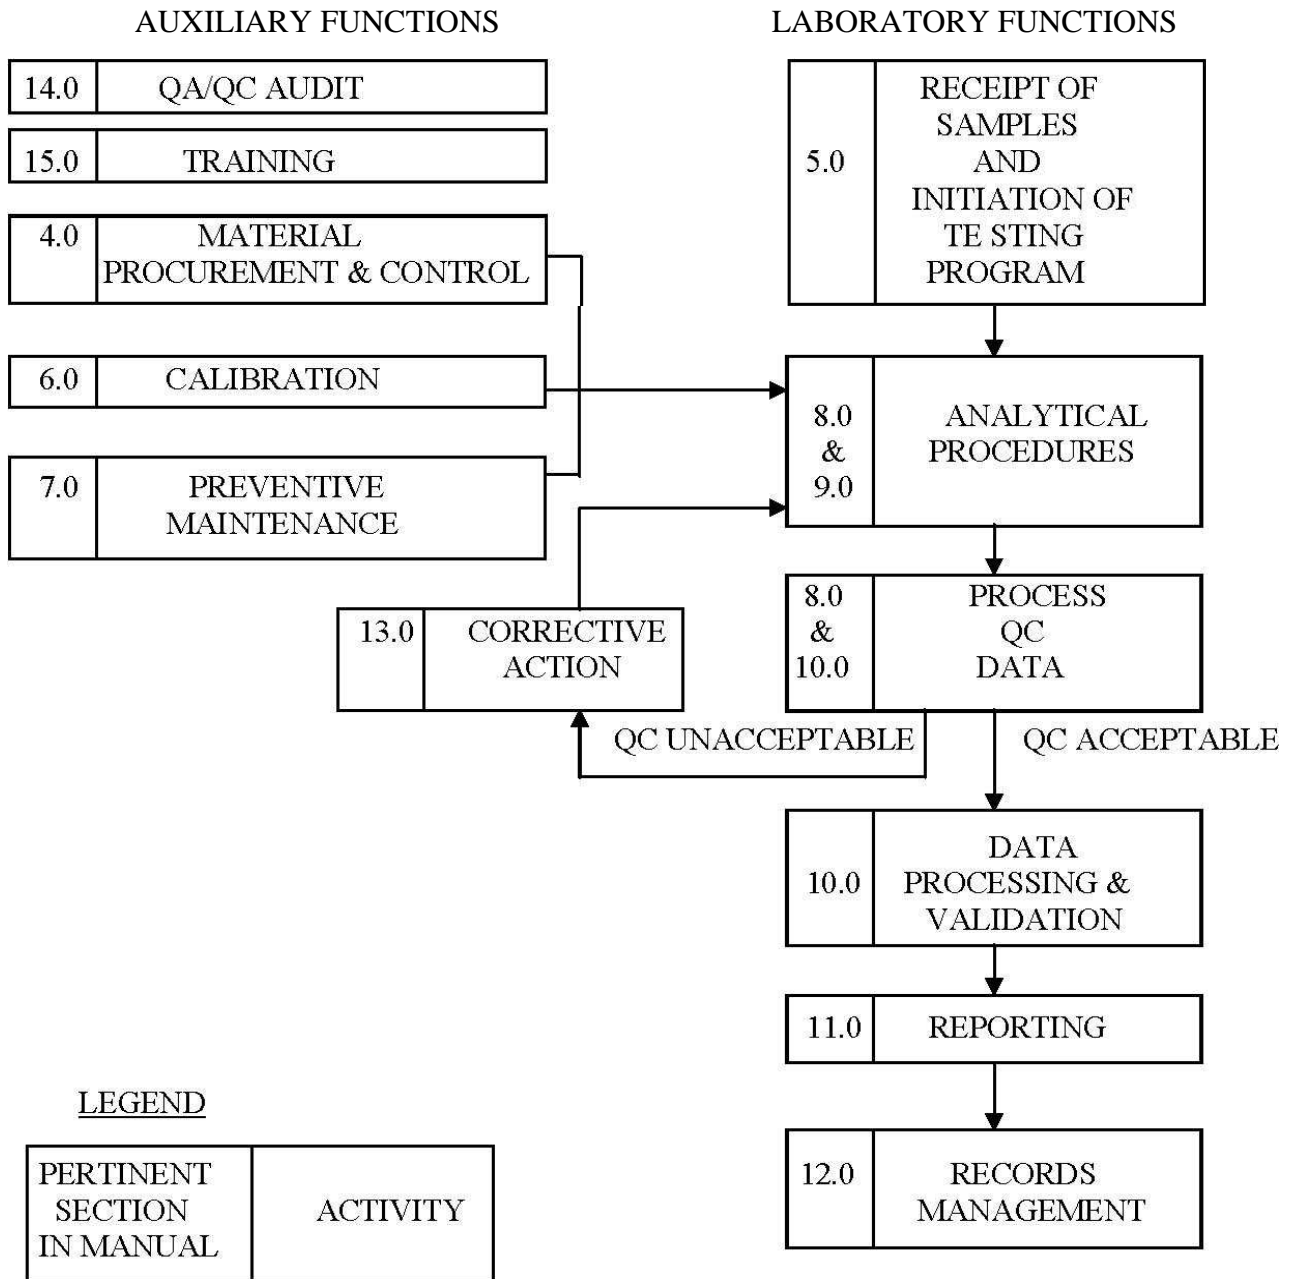 AUXILIARY FUNCTIONS
LABORATORY FUNCTIONS
14.0 QA/QC AUDIT
15.0 TRAINING
4.0 MATERIAL
PROCUREMENT & CONTROL
6.0 CALIBRATION
7.0 PREVENTIVE
MAINTENANCE
13.0 CORRECTIVE
ACTION
RECEIPT OF
SAMPLES
5.0 AND
INITIATION OF
TE STING
PROGRAM
8.0 ANALYTICAL
& PROCEDURES
9.0
8.0 PROCESS
& QC
10.0 DATA
QC UNACCEPTABLE
QC ACCEPTABLE
DATA
10.0 PROCESSING &
VALIDATION
11.0 REPORTING
12.0 RECORDS
MANAGEMENT
LEGEND
PERTINENT
SECTION ACTIVITY
IN MANUAL